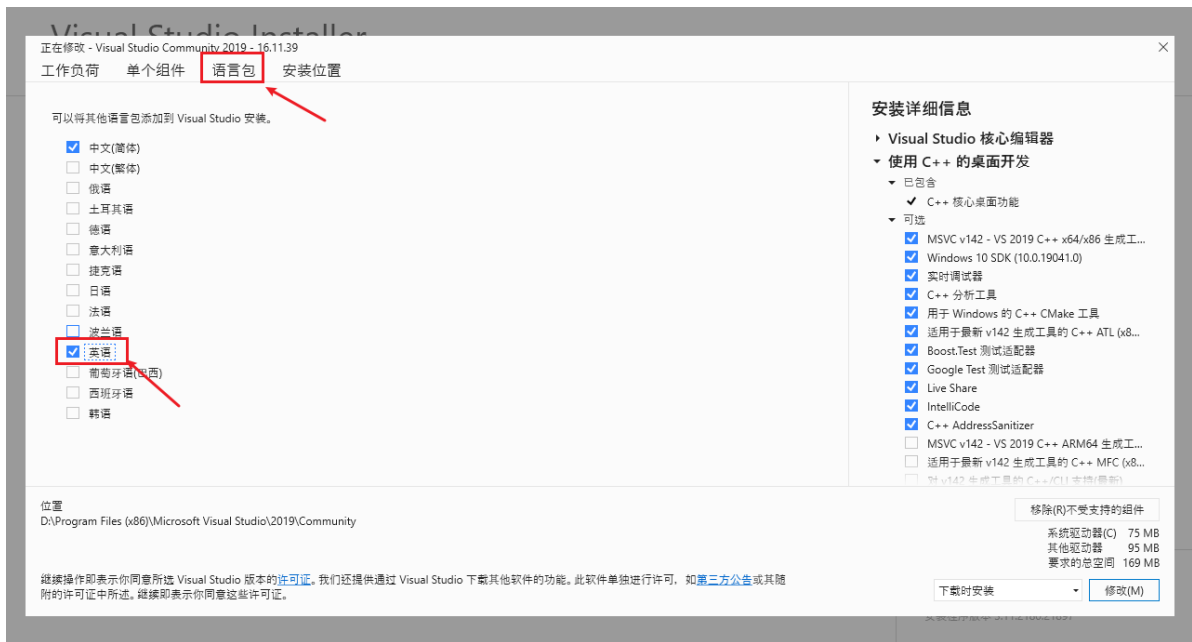 Visual Studio Installer
正在修改 - Visual Studio Community 2019 - 16.11.39
工作负荷 单个组件 语言包 安装位置
可以将其他语言包添加到 Visual Studio 安装。
中文(简体)
中文(繁体)
俄语
土耳其语
德语
意大利语
捷克语
日语
法语
波兰语
英语
葡萄牙语(巴西)
西班牙语
韩语
安装详细信息
Visual Studio 核心编辑器
使用 C++ 的桌面开发
已包含
C++ 核心桌面功能
可选
MSVC v142 - VS 2019 C++ x64/x86 生成工...
Windows 10 SDK (10.0.19041.0)
实时调试器
C++ 分析工具
用于 Windows 的 C++ CMake 工具
适用于最新 v142 生成工具的 C++ ATL (x8...
Boost.Test 测试适配器
Google Test 测试适配器
Live Share
IntelliCode
C++ AddressSanitizer
MSVC v142 - VS 2019 C++ ARM64 生成工...
适用于最新 v142 生成工具的 C++ MFC (x8...
对 v142 生成工具的 C++/CLI 支持(最新)
位置
D:\Program Files (x86)\Microsoft Visual Studio\2019\Community
移除(R)不受支持的组件
系统驱动器(C) 75 MB
其他驱动器 95 MB
要求的总空间 169 MB
继续操作即表示你同意所选 Visual Studio 版本的许可证。我们还提供通过 Visual Studio 下载其他软件的功能。此软件单独进行许可，如第三方公告或其随
附的许可证中所述。继续即表示你同意这些许可证。
下载时安装
修改(M)